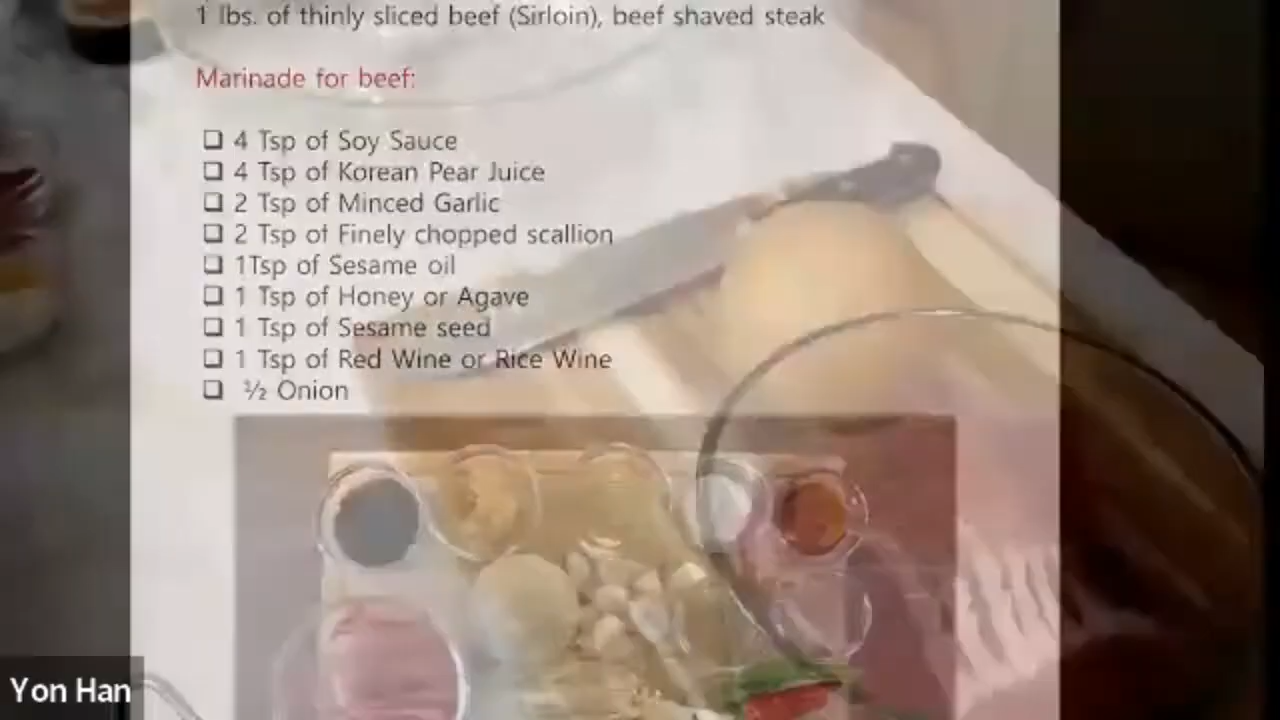 1 lbs. of thinly sliced beef (Sirloin), beef shaved steak
Marinade for beef:
❑ 4 Tsp of Soy Sauce
❑ 4 Tsp of Korean Pear Juice
❑ 2 Tsp of Minced Garlic
❑ 2 Tsp of Finely chopped scallion
❑ 1Tsp of Sesame oil
❑ 1 Tsp of Honey or Agave
❑ 1 Tsp of Sesame seed
❑ 1 Tsp of Red Wine or Rice Wine
❑ ½ Onion
Yon Han